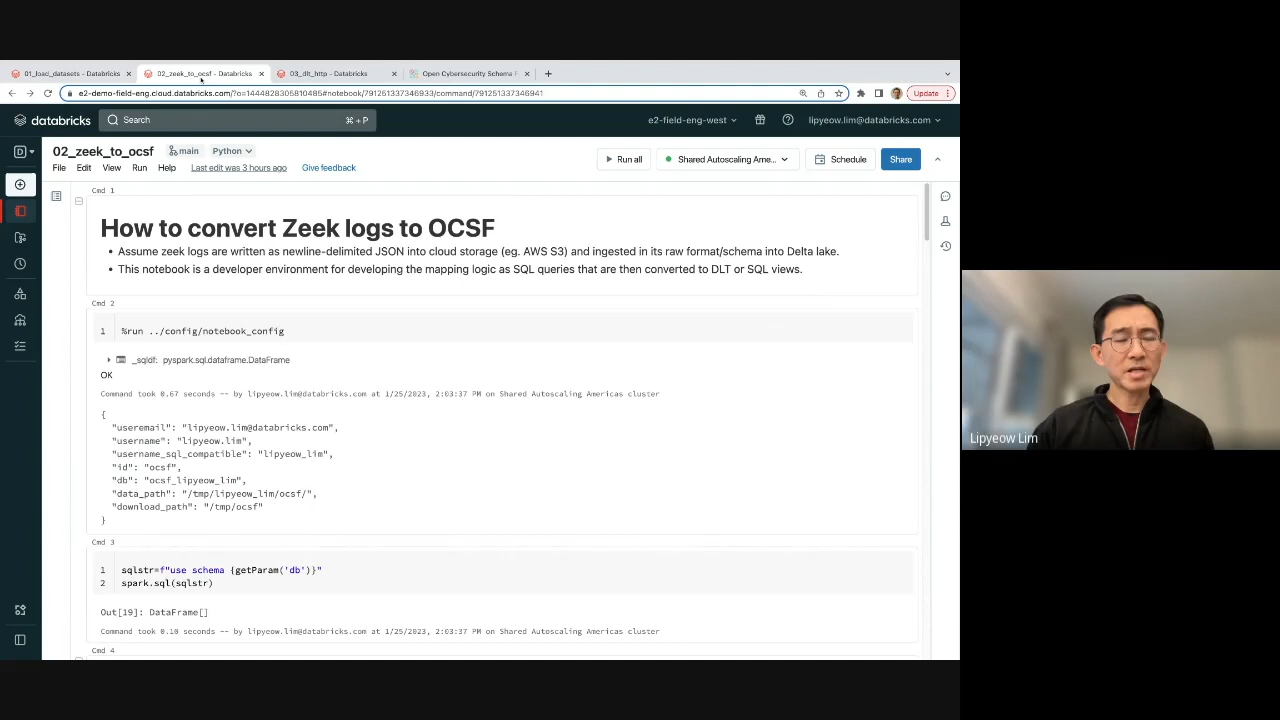 01_load_datasets - Databricks
02_zeek_to_ocsf - Databricks
03_dlt_http - Databricks
Open Cybersecurity Schema F
e2-demo-field-eng.cloud.databricks.com/?o=1444828305810485#notebook/791251337346933/command/791251337346941
Update
databricks
Search
⌘+P
e2-field-eng-west
lipyeow.lim@databricks.com
D
02_zeek_to_ocsf
main
Python
File Edit View Run Help Last edit was 3 hours ago Give feedback
Run all
Shared Autoscaling Ame...
Schedule
Share
Cmd 1
How to convert Zeek logs to OCSF
• Assume zeek logs are written as newline-delimited JSON into cloud storage (eg. AWS S3) and ingested in its raw format/schema into Delta lake.
• This notebook is a developer environment for developing the mapping logic as SQL queries that are then converted to DLT or SQL views.
Cmd 2
1 %run ../config/notebook_config
_sqldf: pyspark.sql.dataframe.DataFrame
OK
Command took 0.67 seconds -- by lipyeow.lim@databricks.com at 1/25/2023, 2:03:37 PM on Shared Autoscaling Americas cluster
{
"useremail": "lipyeow.lim@databricks.com",
"username": "lipyeow.lim",
"username_sql_compatible": "lipyeow_lim",
"id": "ocsf",
"db": "ocsf_lipyeow_lim",
"data_path": "/tmp/lipyeow_lim/ocsf/",
"download_path": "/tmp/ocsf"
}
Cmd 3
1 sqlstr=f"use schema {getParam('db')}"
2 spark.sql(sqlstr)
Out[19]: DataFrame[]
Command took 0.10 seconds -- by lipyeow.lim@databricks.com at 1/25/2023, 2:03:37 PM on Shared Autoscaling Americas cluster
Cmd 4
Lipyeow Lim